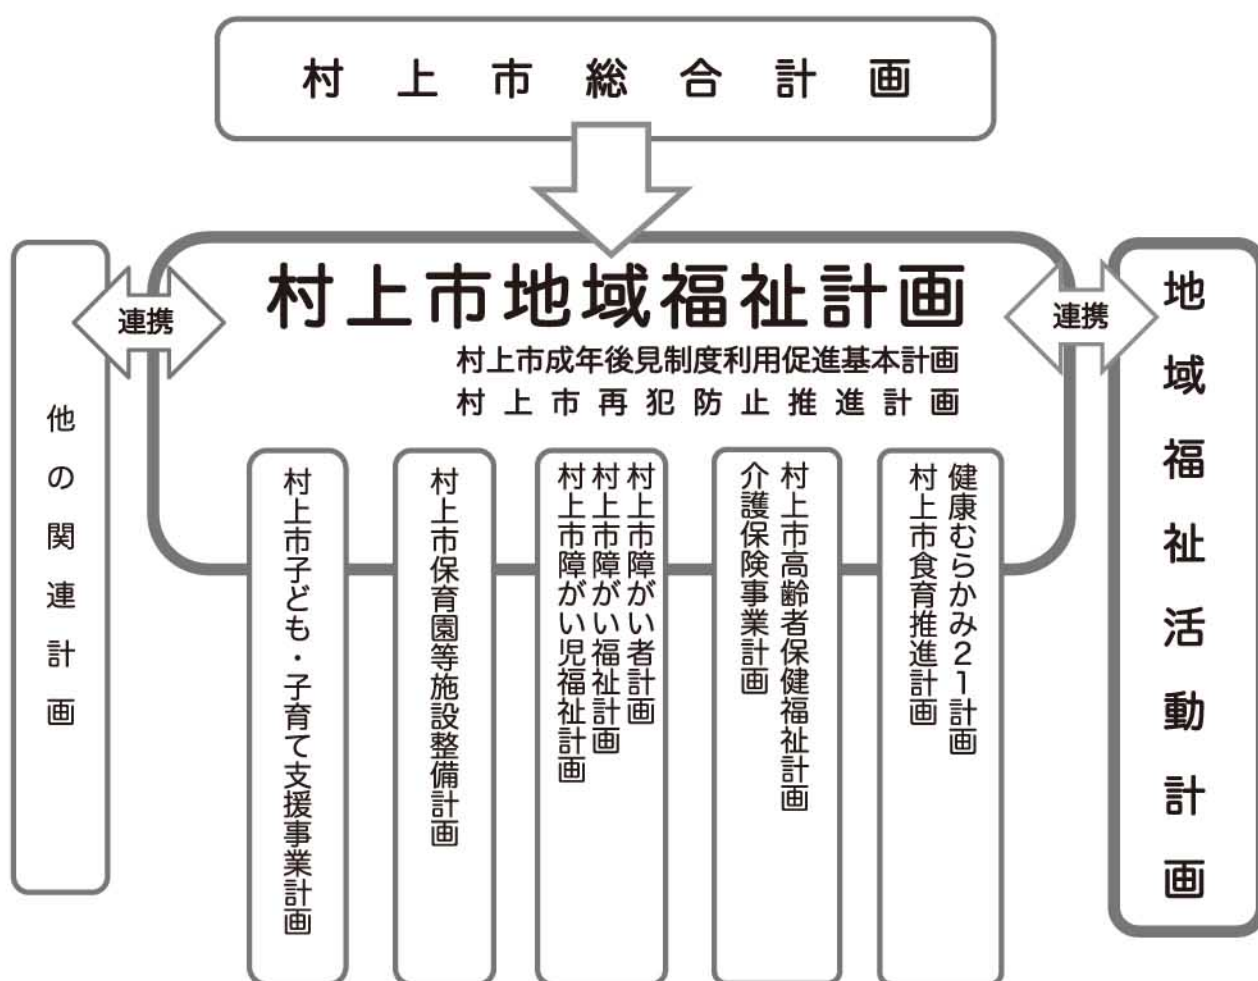 村上市総合計画
村上市地域福祉計画
村上市成年後見制度利用促進基本計画
村上市再犯防止推進計画
連携
連携
他の関連計画
村上市子ども・子育て支援事業計画
村上市保育園等施設整備計画
村上市障がい者計画
村上市障がい福祉計画
村上市障がい児福祉計画
村上市高齢者保健福祉計画
介護保険事業計画
健康むらかみ21計画
村上市食育推進計画
地域福祉活動計画